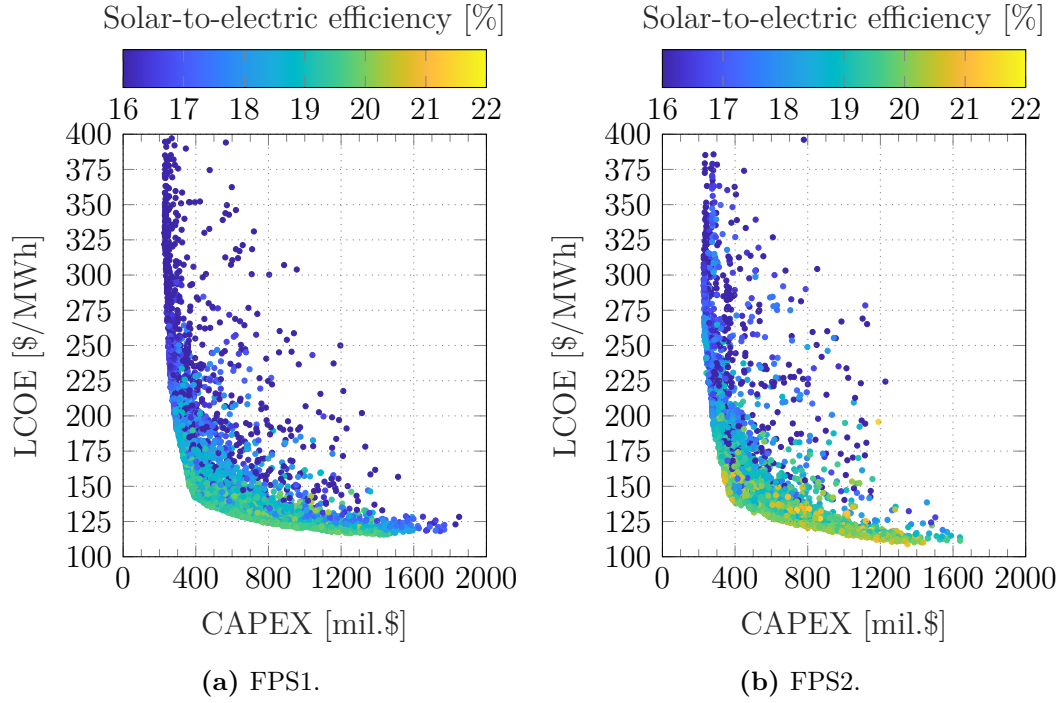 Solar-to-electric efficiency [%]
16 17 18 19 20 21 22
400
375
350
325
300
275
250
225
200
175
150
125
100
LCOE [$/MWh]
0 400 800 1200 1600 2000
CAPEX [mil.$]
(a) FPS1.
Solar-to-electric efficiency [%]
16 17 18 19 20 21 22
400
375
350
325
300
275
250
225
200
175
150
125
100
LCOE [$/MWh]
0 400 800 1200 1600 2000
CAPEX [mil.$]
(b) FPS2.